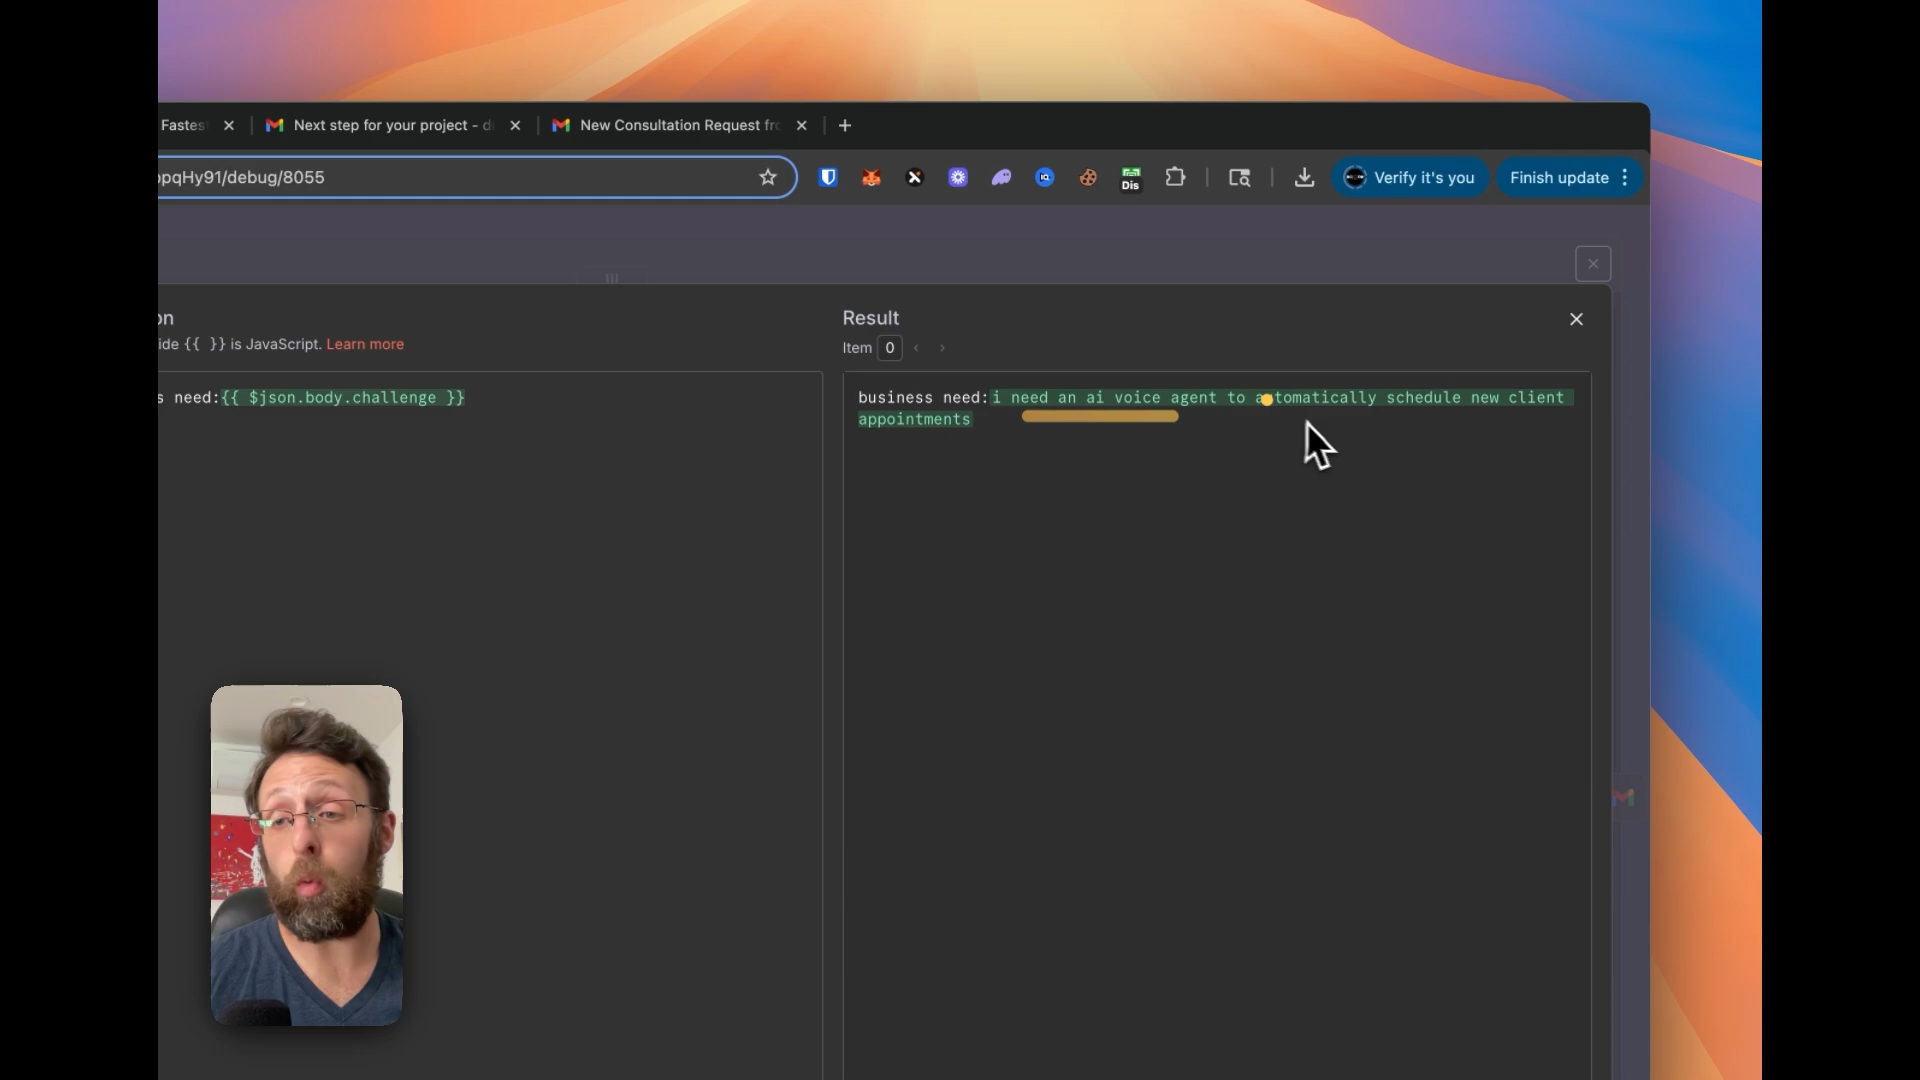 Fastes
Next step for your project - d
New Consultation Request fr
pqHy91/debug/8055
Dis
Verify it's you
Finish update
on
ide {{ }} is JavaScript. Learn more
Result
Item 0
s need:{{ $json.body.challenge }}
business need:i need an ai voice agent to automatically schedule new client
appointments